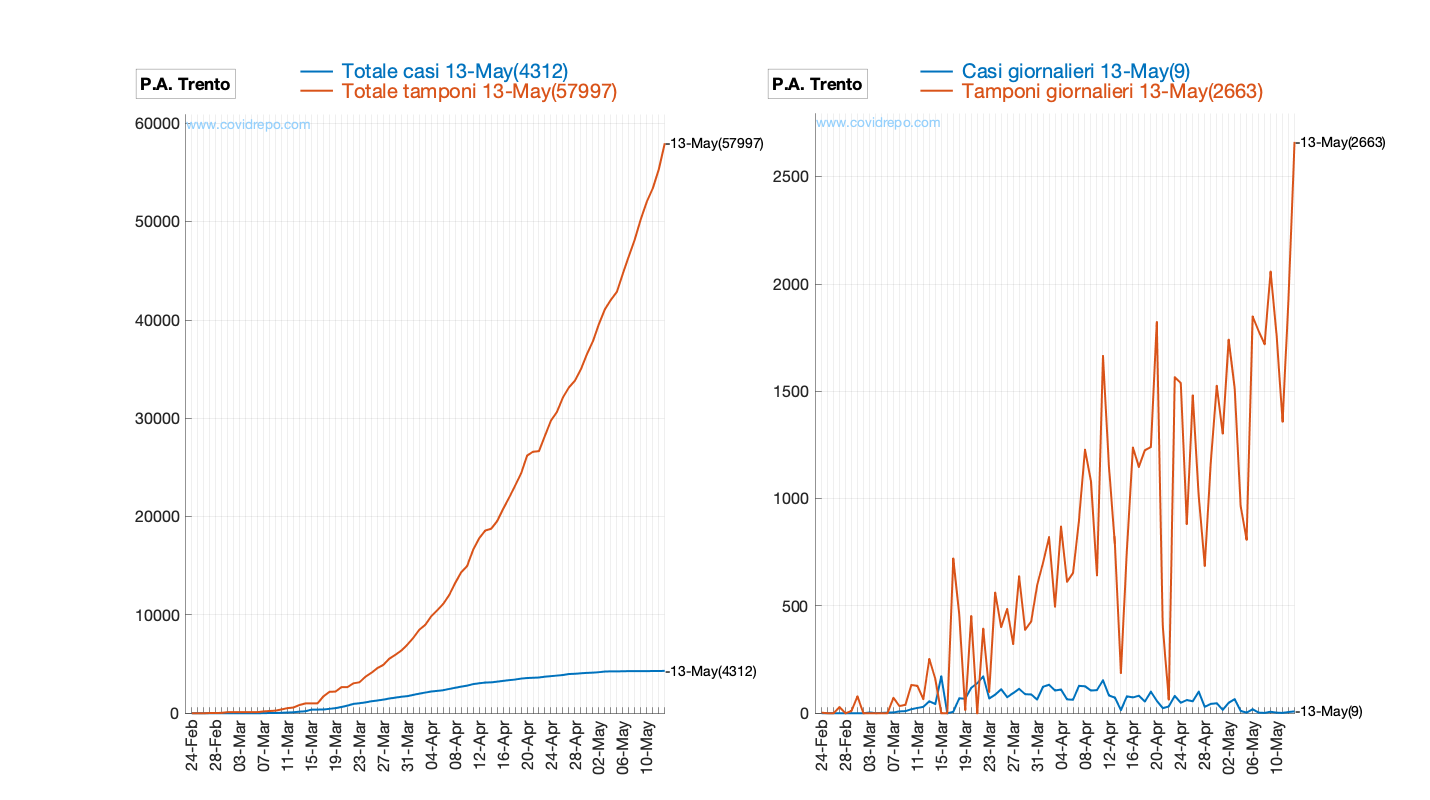 P.A. Trento
Totale casi 13-May(4312)
Totale tamponi 13-May(57997)
www.covidrepo.com
60000
50000
40000
30000
20000
10000
0
13-May(57997)
13-May(4312)
24-Feb
28-Feb
03-Mar
07-Mar
11-Mar
15-Mar
19-Mar
23-Mar
27-Mar
31-Mar
04-Apr
08-Apr
12-Apr
16-Apr
20-Apr
24-Apr
28-Apr
02-May
06-May
10-May
P.A. Trento
Casi giornalieri 13-May(9)
Tamponi giornalieri 13-May(2663)
www.covidrepo.com
2500
2000
1500
1000
500
0
13-May(2663)
13-May(9)
24-Feb
28-Feb
03-Mar
07-Mar
11-Mar
15-Mar
19-Mar
23-Mar
27-Mar
31-Mar
04-Apr
08-Apr
12-Apr
16-Apr
20-Apr
24-Apr
28-Apr
02-May
06-May
10-May